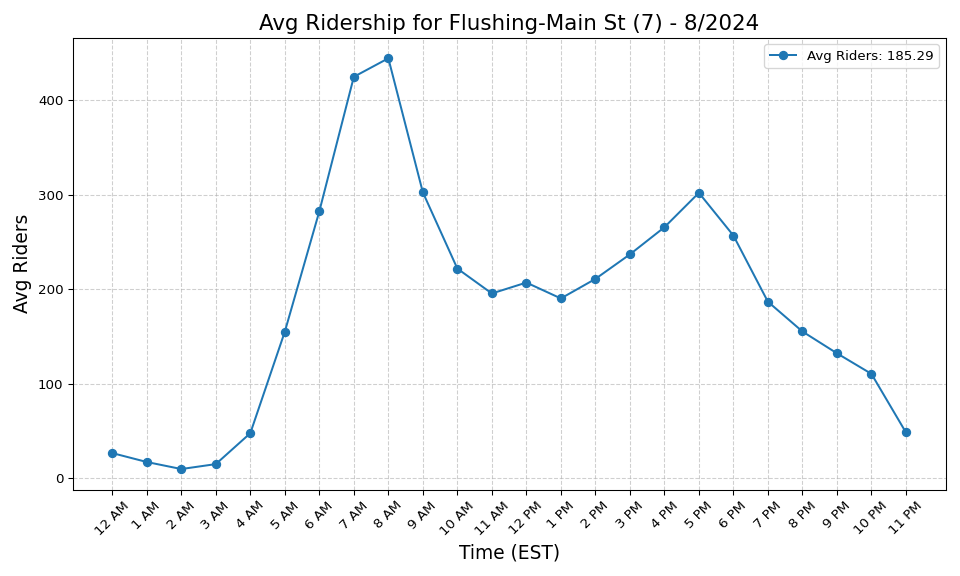 Avg Ridership for Flushing-Main St (7) - 8/2024
Avg Riders: 185.29
Avg Riders
400
300
200
100
0
12 AM
1 AM
2 AM
3 AM
4 AM
5 AM
6 AM
7 AM
8 AM
9 AM
10 AM
11 AM
12 PM
1 PM
2 PM
3 PM
4 PM
5 PM
6 PM
7 PM
8 PM
9 PM
10 PM
11 PM
Time (EST)